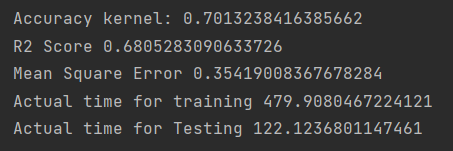 Accuracy kernel: 0.7013238416385662
R2 Score 0.6805283090633726
Mean Square Error 0.35419008367678284
Actual time for training 479.9080467224121
Actual time for Testing 122.1236801147461